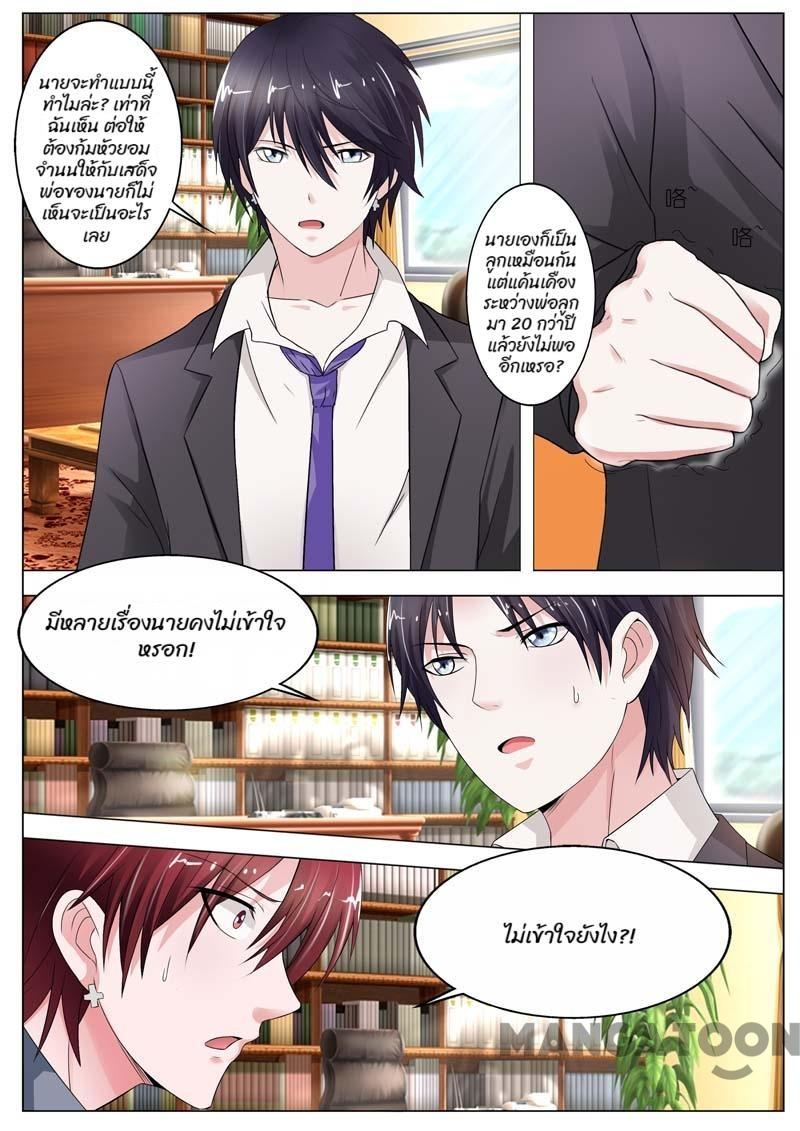 นายจะทำแบบนี้
ทำไมล่ะ? เท่าที่
ฉันเห็น ต่อให้
ต้องก้มหัวยอม
จำนนให้กับเสด็จ
พ่อของนายก็ไม่
เห็นจะเป็นอะไร
เลย
นายเองก็เป็น
ลูกเหมือนกัน
แต่แค้นเคือง
ระหว่างพ่อลูก
มา 20 กว่าปี
แล้วยังไม่พอ
อีกเหรอ?
咯~
咯~
มีหลายเรื่องนายคงไม่เข้าใจ
หรอก!
ไม่เข้าใจยังไง?!
MANGATOON